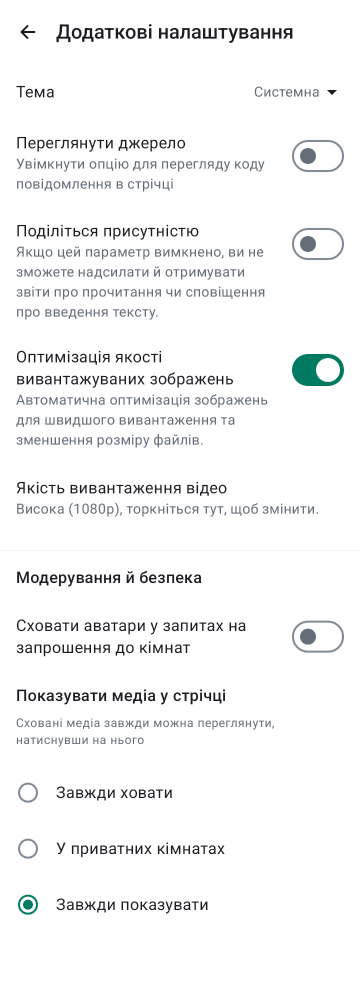 Додаткові налаштування
Тема
Системна
Переглянути джерело
Увімкнути опцію для перегляду коду
повідомлення в стрічці
Поділіться присутністю
Якщо цей параметр вимкнено, ви не
зможете надсилати й отримувати
звіти про прочитання чи сповіщення
про введення тексту.
Оптимізація якості
вивантажуваних зображень
Автоматична оптимізація зображень
для швидшого вивантаження та
зменшення розміру файлів.
Якість вивантаження відео
Висока (1080p), торкніться тут, щоб змінити.
Модерування й безпека
Сховати аватари у запитах на
запрошення до кімнат
Показувати медіа у стрічці
Сховані медіа завжди можна переглянути,
натиснувши на нього
Завжди ховати
У приватних кімнатах
Завжди показувати